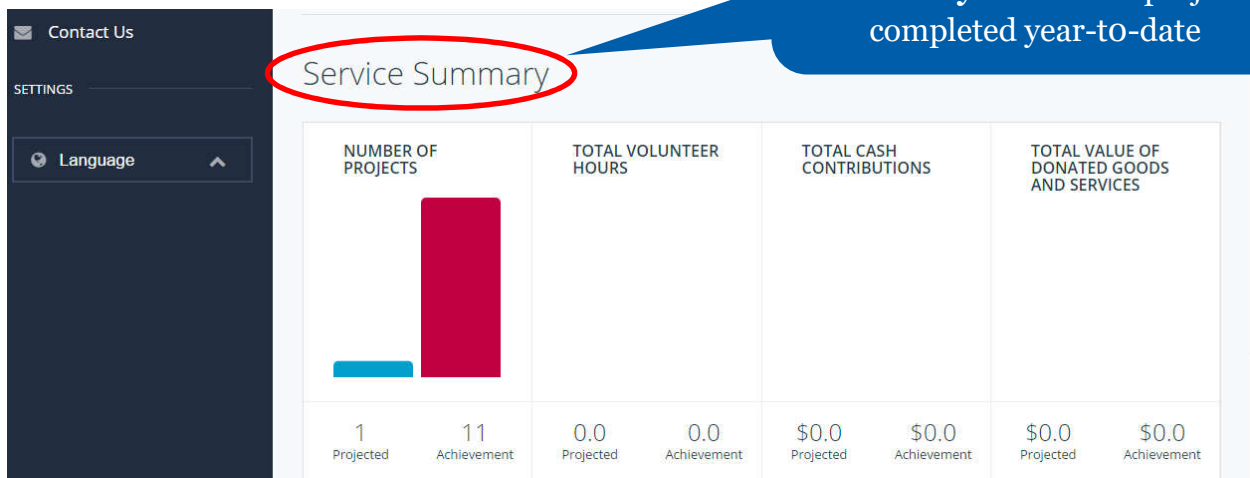 Contact Us
completed year-to-date
Service Summary
SETTINGS
Language
NUMBER OF
PROJECTS
TOTAL VOLUNTEER
HOURS
TOTAL CASH
CONTRIBUTIONS
TOTAL VALUE OF
DONATED GOODS
AND SERVICES
1 11 0.0 0.0 $0.0 $0.0 $0.0 $0.0
Projected Achievement Projected Achievement Projected Achievement Projected Achievement